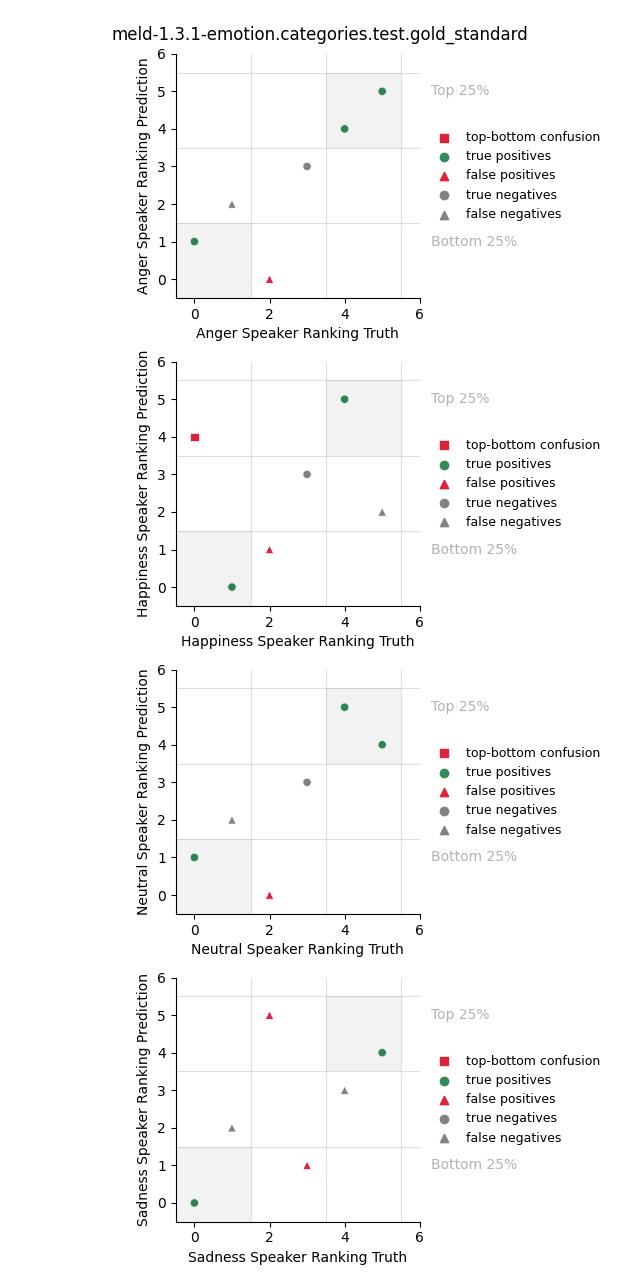 meld-1.3.1-emotion.categories.test.gold_standard
6
5
4
3
2
1
0
Anger Speaker Ranking Prediction
0 2 4 6
Anger Speaker Ranking Truth
Top 25%
top-bottom confusion
true positives
false positives
true negatives
false negatives
Bottom 25%
6
5
4
3
2
1
0
Happiness Speaker Ranking Prediction
0 2 4 6
Happiness Speaker Ranking Truth
Top 25%
top-bottom confusion
true positives
false positives
true negatives
false negatives
Bottom 25%
6
5
4
3
2
1
0
Neutral Speaker Ranking Prediction
0 2 4 6
Neutral Speaker Ranking Truth
Top 25%
top-bottom confusion
true positives
false positives
true negatives
false negatives
Bottom 25%
6
5
4
3
2
1
0
Sadness Speaker Ranking Prediction
0 2 4 6
Sadness Speaker Ranking Truth
Top 25%
top-bottom confusion
true positives
false positives
true negatives
false negatives
Bottom 25%